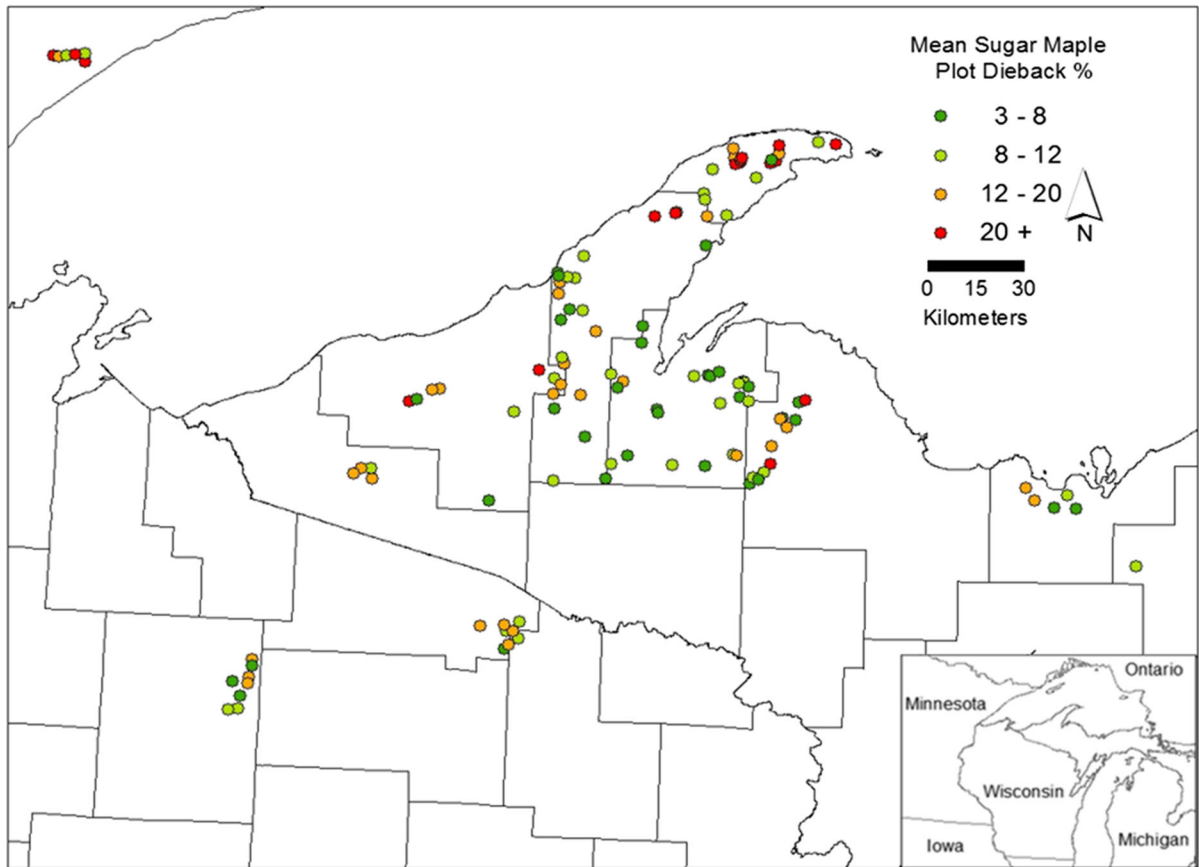 Mean Sugar Maple
Plot Dieback %
3 - 8
8 - 12
12 - 20
20 +
N
0 15 30
Kilometers
Ontario
Minnesota
Wisconsin
Iowa
Michigan